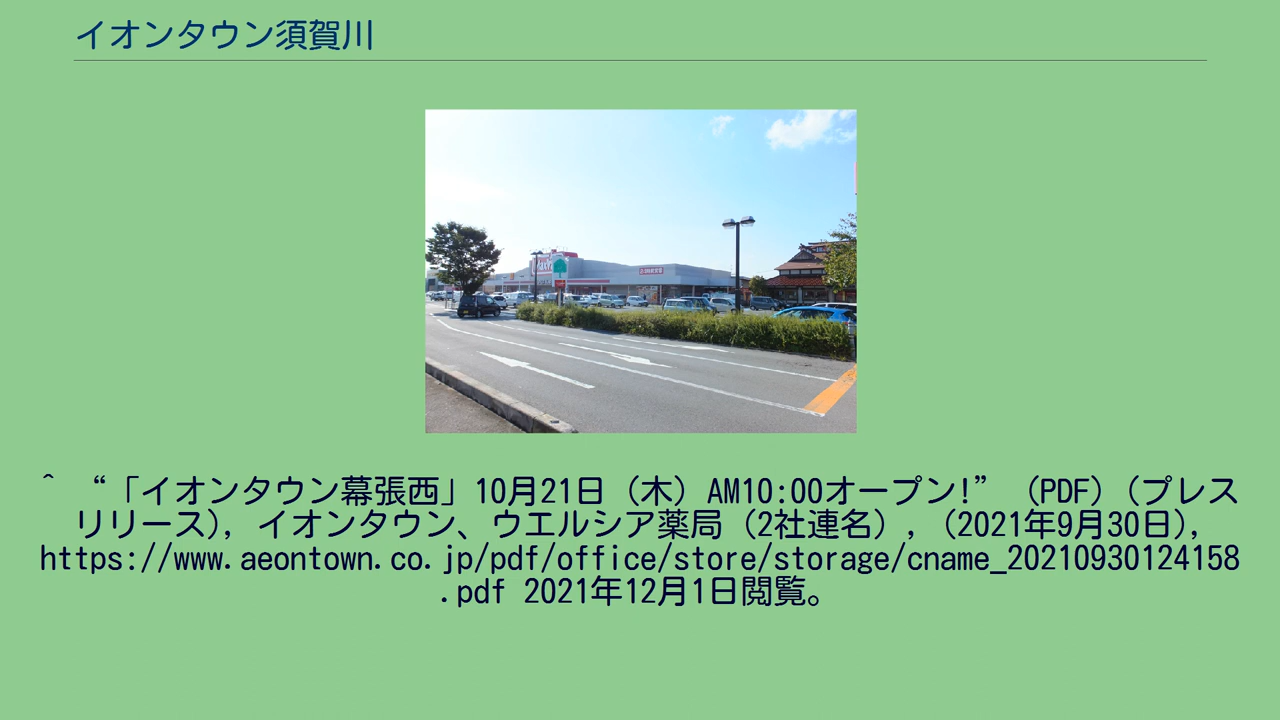 イオンタウン須賀川
^ “「イオンタウン幕張西」10月21日（木）AM10:00オープン!” （PDF）（プレス
リリース）, イオンタウン、ウエルシア薬局（2社連名）, （2021年9月30日）,
https://www.aeontown.co.jp/pdf/office/store/storage/cname_20210930124158
.pdf 2021年12月1日閲覧。